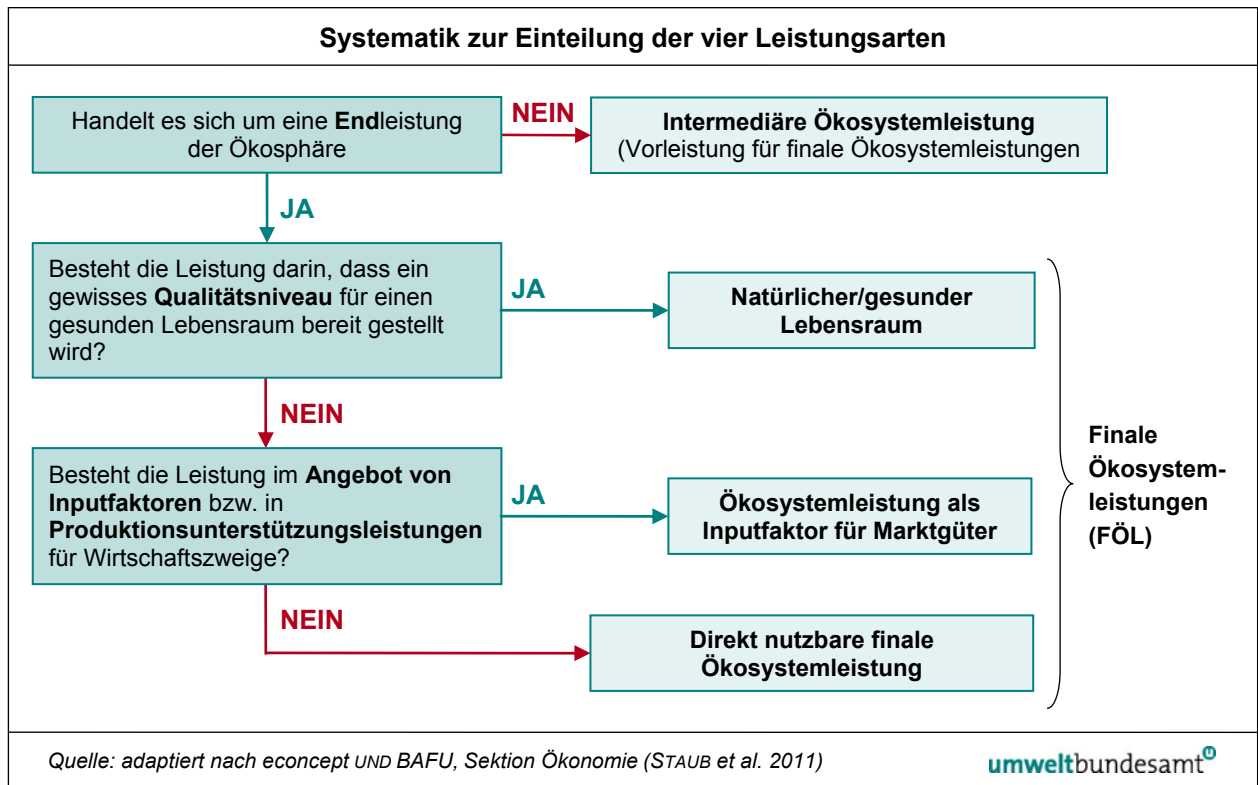 Systematik zur Einteilung der vier Leistungsarten
Handelt es sich um eine Endleistung
der Ökosphäre
NEIN
Intermediäre Ökosystemleistung
(Vorleistung für finale Ökosystemleistungen
JA
Besteht die Leistung darin, dass ein
gewisses Qualitätsniveau für einen
gesunden Lebensraum bereit gestellt
wird?
JA
Natürlicher/gesunder
Lebensraum
NEIN
Besteht die Leistung im Angebot von
Inputfaktoren bzw. in
Produktionsunterstützungsleistungen
für Wirtschaftszweige?
JA
Ökosystemleistung als
Inputfaktor für Marktgüter
NEIN
Direkt nutzbare finale
Ökosystemleistung
Finale
Ökosystem-
leistungen
(FÖL)
Quelle: adaptiert nach econcept UND BAFU, Sektion Ökonomie (STAUB et al. 2011)
umweltbundesamt u